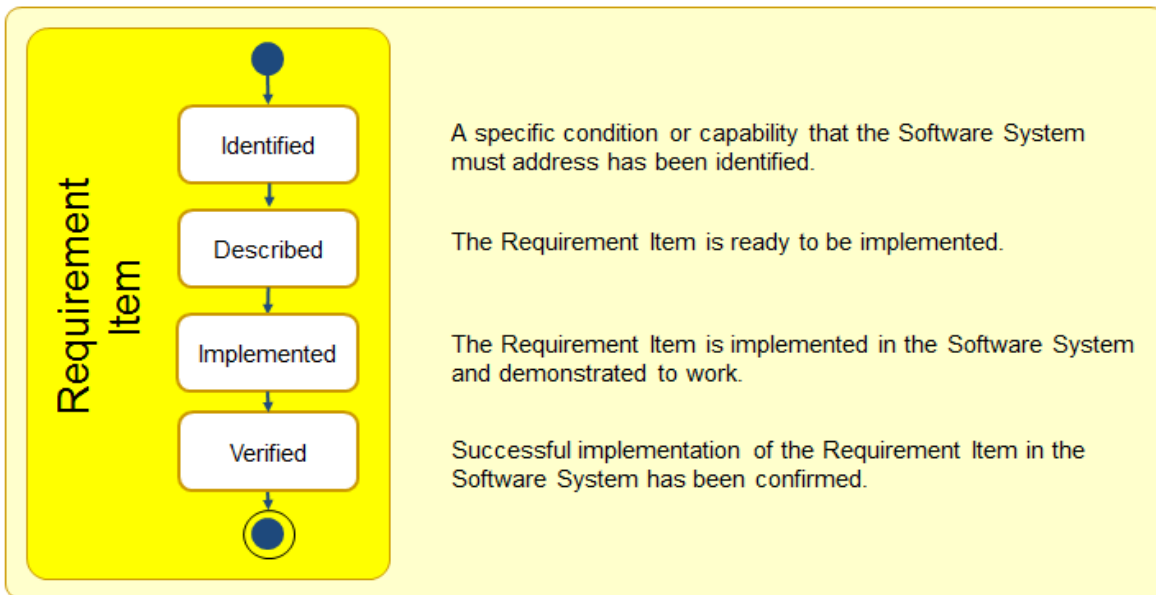 Requirement
Item
Identified
A specific condition or capability that the Software System
must address has been identified.
Described
The Requirement Item is ready to be implemented.
Implemented
The Requirement Item is implemented in the Software System
and demonstrated to work.
Verified
Successful implementation of the Requirement Item in the
Software System has been confirmed.